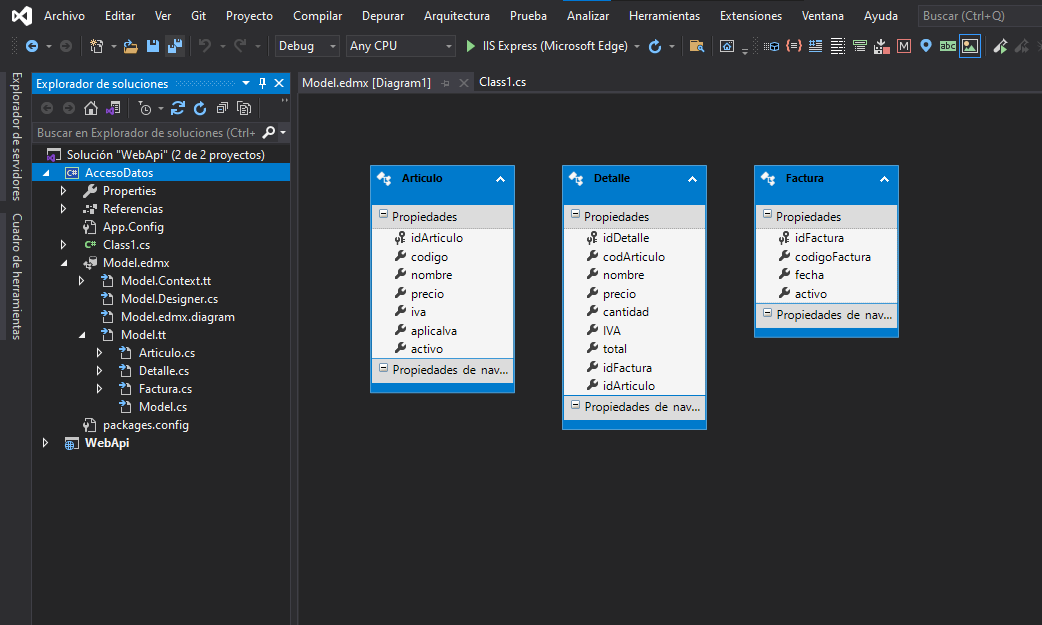 Archivo Editar Ver Git Proyecto Compilar Depurar Arquitectura Prueba Analizar Herramientas Extensiones Ventana Ayuda Buscar (Ctrl+Q)
Debug Any CPU IIS Express (Microsoft Edge)
Explorador de servidores
Cuadro de herramientas
Explorador de soluciones
Buscar en Explorador de soluciones (Ctrl+
Solución "WebApi" (2 de 2 proyectos)
AccesoDatos
Properties
Referencias
App.Config
C# Class1.cs
Model.edmx
Model.Context.tt
Model.Designer.cs
Model.edmx.diagram
Model.tt
Articulo.cs
Detalle.cs
Factura.cs
Model.cs
packages.config
WebApi
Model.edmx [Diagram1] Class1.cs
Articulo
Propiedades
idArticulo
codigo
nombre
precio
iva
aplicaIva
activo
Propiedades de nav...
Detalle
Propiedades
idDetalle
codArticulo
nombre
precio
cantidad
IVA
total
idFactura
idArticulo
Propiedades de nav...
Factura
Propiedades
idFactura
codigoFactura
fecha
activo
Propiedades de nav...